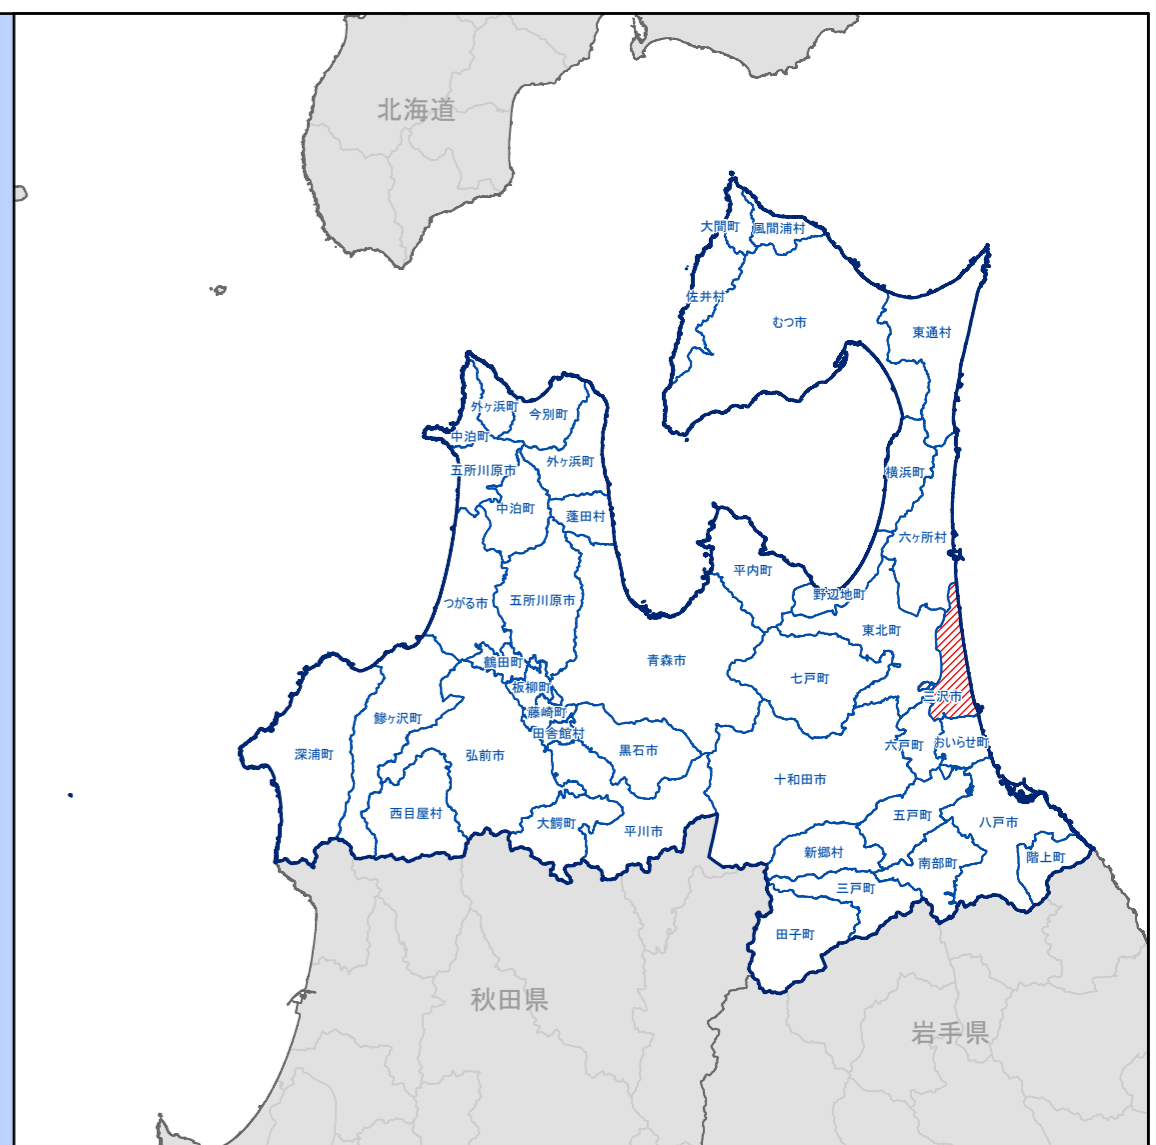 北海道
大間町
風間浦村
佐井村
むつ市
東通村
外ヶ浜町
今別町
中泊町
五所川原市
外ヶ浜町
横浜町
中泊町
蓬田村
六ヶ所村
平内町
野辺地町
つがる市
五所川原市
東北町
青森市
鶴田町
七戸町
板柳町
三沢市
藤崎町
鰺ヶ沢町
田舎館村
六戸町
おいらせ町
深浦町
弘前市
黒石市
十和田市
西目屋村
大鰐町
平川市
五戸町
八戸市
新郷村
南部町
階上町
三戸町
田子町
秋田県
岩手県